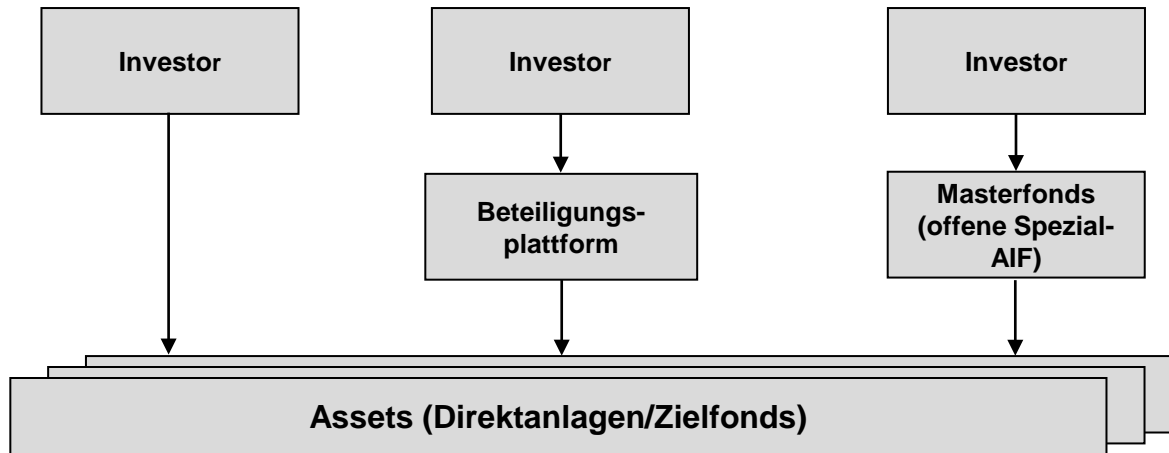 Investor
Investor
Investor
Beteiligungs-
plattform
Masterfonds
(offene Spezial-
AIF)
Assets (Direktanlagen/Zielfonds)